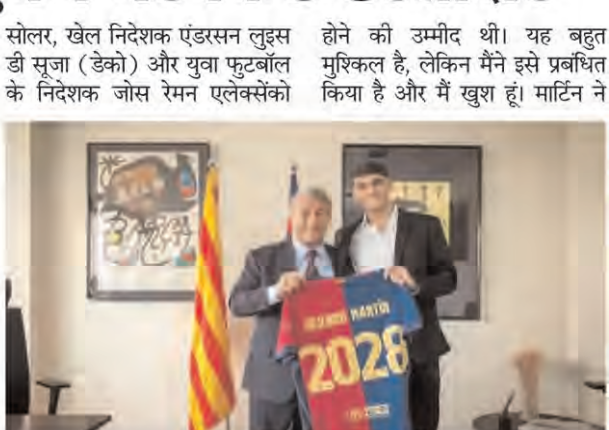 सोलर, खेल निदेशक एंडरसन लुइस
डी सूजा (डेको) और युवा फुटबॉल
के निदेशक जोस रेमन एलेक्सेंको
होने की उम्मीद थी। यह बहुत
मुश्किल है, लेकिन मैंने इसे प्रबंधित
किया है और मैं खुश हूं। मार्टिन ने
MARTÍN
2028